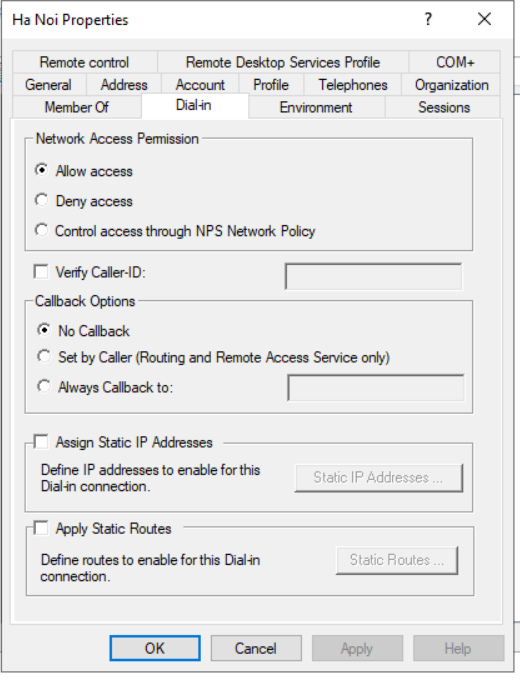 Ha Noi Properties
?
Remote control Remote Desktop Services Profile COM+
General Address Account Profile Telephones Organization
Member Of Dial-in Environment Sessions
Network Access Permission
Allow access
Deny access
Control access through NPS Network Policy
Verify Caller-ID:
Callback Options
No Callback
Set by Caller (Routing and Remote Access Service only)
Always Callback to:
Assign Static IP Addresses
Define IP addresses to enable for this
Dial-in connection.
Static IP Addresses ...
Apply Static Routes
Define routes to enable for this Dial-in
connection.
Static Routes ...
OK Cancel Apply Help